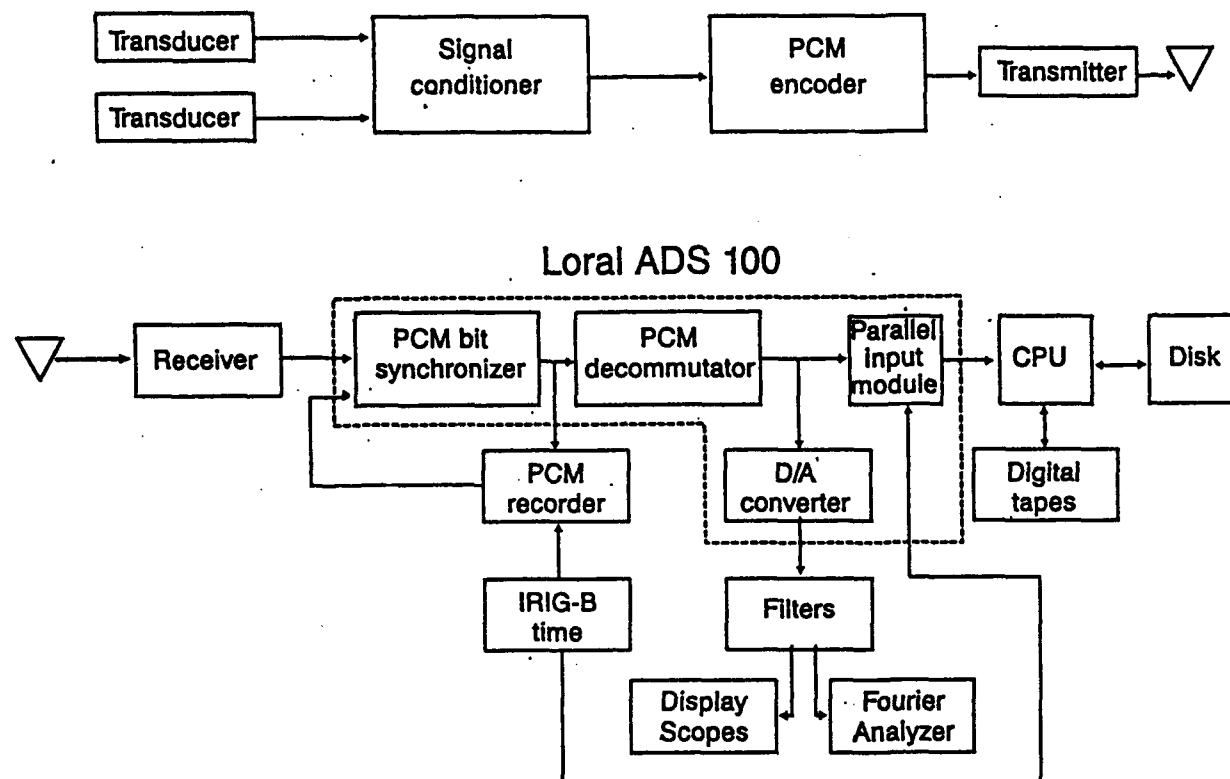 Transducer
Signal
conditioner
PCM
encoder
Transmitter
Transducer
Loral ADS 100
Receiver
PCM bit
synchronizer
PCM
decommutator
Parallel
input
module
CPU
Disk
PCM
recorder
D/A
converter
Digital
tapes
IRIG-B
time
Filters
Display
Scopes
Fourier
Analyzer